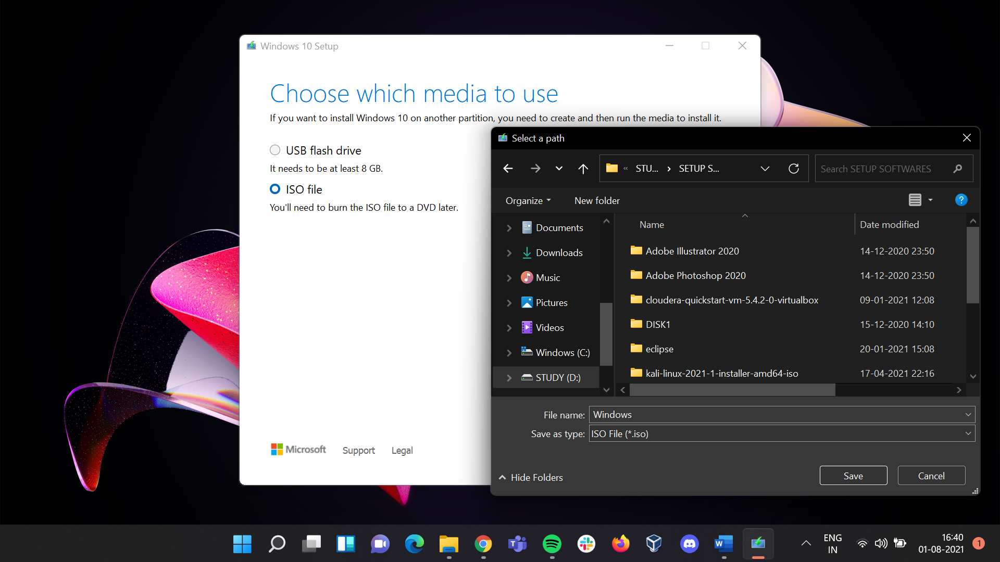 Windows 10 Setup
Choose which media to use
If you want to install Windows 10 on another partition, you need to create and then run the media to install it.
USB flash drive
It needs to be at least 8 GB.
ISO file
You'll need to burn the ISO file to a DVD later.
Microsoft
Support
Legal
Select a path
« STU... > SETUP S...
Search SETUP SOFTWARES
Organize
New folder
?
Documents
Downloads
Music
Pictures
Videos
Windows (C:)
STUDY (D:)
Name Date modified
Adobe Illustrator 2020 14-12-2020 23:50
Adobe Photoshop 2020 14-12-2020 23:50
cloudera-quickstart-vm-5.4.2-0-virtualbox 09-01-2021 12:08
DISK1 15-12-2020 14:10
eclipse 20-01-2021 15:08
kali-linux-2021-1-installer-amd64-iso 17-04-2021 22:16
File name: Windows
Save as type: ISO File (*.iso)
Hide Folders
Save
Cancel
T
W
ENG
IN
16:40
01-08-2021
1